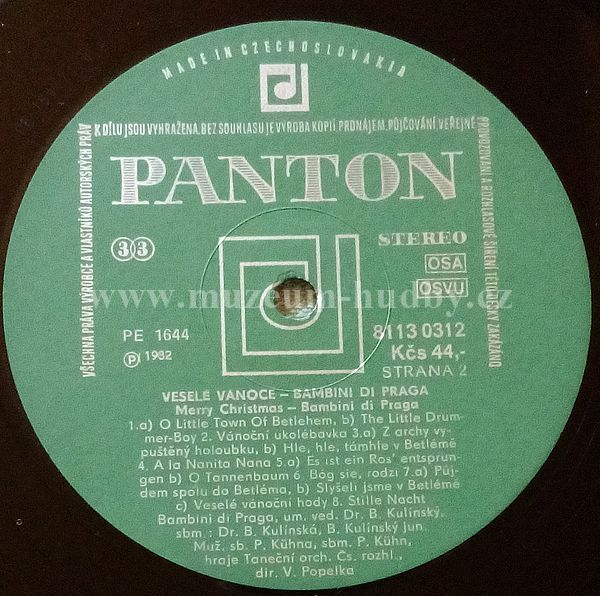 MADE IN CZECHOSLOVAKIA
VŠECHNA PRÁVA VÝROBCE A VLASTNÍKŮ AUTORSKÝCH PRÁV
K DÍLU JSOU VYHRAŽENA. BEZ SOUHLASU JE VÝROBA KOPIÍ PRONÁJEM, PŮJČOVÁNÍ VEŘEJNÉ
PROVOZOVÁNÍ A ROZHLASOVÉ ŠÍŘENÍ TÉTO DESKY ZAKÁZÁNO
PANTON
33
STEREO
OSA
OSVU
www.muzeum-hudby.cz
PE 1644
Ⓟ 1982
8113 0312
Kčs 44,-
STRANA 2
VESELÉ VÁNOCE – BAMBINI DI PRAGA
Merry Christmas – Bambini di Praga
1.a) O Little Town Of Betlehem, b) The Little Drum-
mer-Boy 2. Vánoční ukolébavka 3.a) Z archy vy-
puštěný holoubku, b) Hle, hle, támhle v Betlémě
4. A la Nanita Nana 5.a) Es ist ein Ros' entsprun-
gen b) O Tannenbaum 6. Bóg sie, rodzi 7.a) Půj-
dem spolu do Betléma, b) Slyšeli jsme v Betlémě
c) Veselé vánoční hody 8. Stille Nacht
Bambini di Praga, um. ved. Dr. B. Kulínský,
sbm.: Dr. B. Kulínská, B. Kulínský jun.
Muž. sb. P. Kühna, sbm. P. Kühn,
hraje Taneční orch. Čs. rozhl.,
dir. V. Popelka